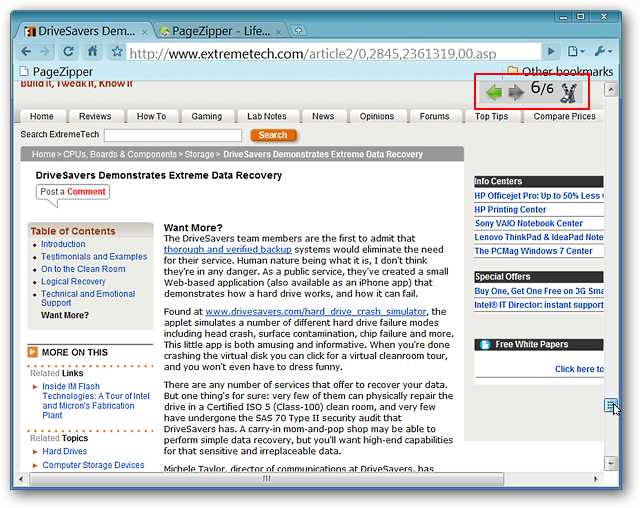 DriveSavers Dem...
PageZipper - Life...
http://www.extremetech.com/article2/0,2845,2361319,00.asp
PageZipper
Other bookmarks
Build it, Tweak it, Know it
6/6
Home
Reviews
How To
Gaming
Lab Notes
News
Opinions
Forums
Top Tips
Compare Prices
Search ExtremeTech
Search
Home > CPUs, Boards & Components > Storage > DriveSavers Demonstrates Extreme Data Recovery
DriveSavers Demonstrates Extreme Data Recovery
Post a Comment
Table of Contents
Introduction
Testimonies and Examples
On to the Clean Room
Logical Recovery
Technical and Emotional
Support
Want More?
MORE ON THIS
Related Links
Inside IM Flash
Technologies: A Tour of Intel
and Micron's Fabrication
Plant
Related Topics
Hard Drives
Computer Storage Devices
Want More?
The DriveSavers team members are the first to admit that
thorough and verified backup systems would eliminate the need
for their service. Human nature being what it is, I don't think
they're in any danger. As a public service, they've created a small
Web-based application (also available as an iPhone app) that
demonstrates how a hard drive works, and how it can fail.
Found at www.drivesavers.com/hard_drive_crash_simulator, the
applet simulates a number of different hard drive failure modes
including head crash, surface contamination, chip failure and more.
This little app is both amusing and informative. When you're done
crashing the virtual disk you can click for a virtual cleanroom tour,
and you won't even have to dress funny.
There are any number of services that offer to recover your data.
But one thing's for sure: very few of them can physically repair the
drive in a Certified ISO 5 (Class-100) clean room, and very few
have undergone the SAS 70 Type II security audit that
DriveSavers has. A carry-in mom-and-pop shop may be able to
perform simple data recovery, but you'll want high-end capabilities
for that sensitive and irreplaceable data.
Michele Taylor, director of communications at DriveSavers, has
Info Centers
HP Officejet Pro: Up to 50% Less
HP Printing Center
Sony VAIO Notebook Center
Lenovo ThinkPad & IdeaPad Note
The PCMag Windows 7 Center
Special Offers
Buy One, Get One Free on 3G Sma
Intel® IT Director: instant support
Free White Papers
Click here to